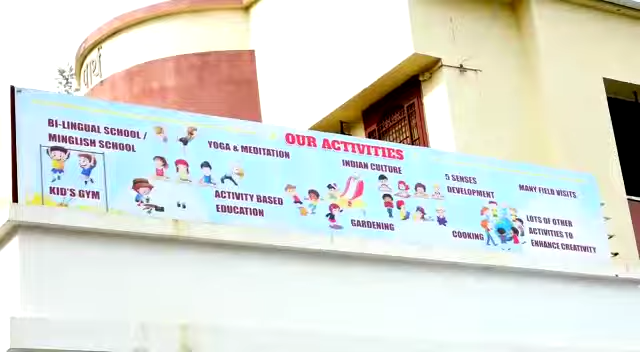 OUR ACTIVITIES
BI-LINGUAL SCHOOL /
MINGLISH SCHOOL
YOGA & MEDITATION
INDIAN CULTURE
5 SENSES
DEVELOPMENT
MANY FIELD VISITS
KID'S GYM
ACTIVITY BASED
EDUCATION
GARDENING
COOKING
LOTS OF OTHER
ACTIVITIES TO
ENHANCE CREATIVITY